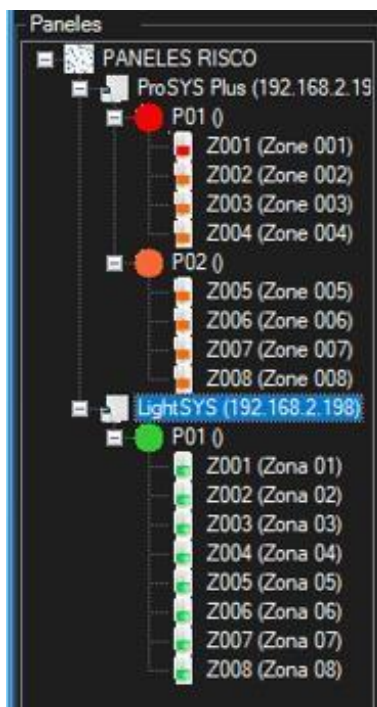 Paneles
PANELES RISCO
ProSYS Plus (192.168.2.19
P01 ()
Z001 (Zone 001)
Z002 (Zone 002)
Z003 (Zone 003)
Z004 (Zone 004)
P02 ()
Z005 (Zone 005)
Z006 (Zone 006)
Z007 (Zone 007)
Z008 (Zone 008)
LightSYS (192.168.2.198)
P01 ()
Z001 (Zona 01)
Z002 (Zona 02)
Z003 (Zona 03)
Z004 (Zona 04)
Z005 (Zona 05)
Z006 (Zona 06)
Z007 (Zona 07)
Z008 (Zona 08)